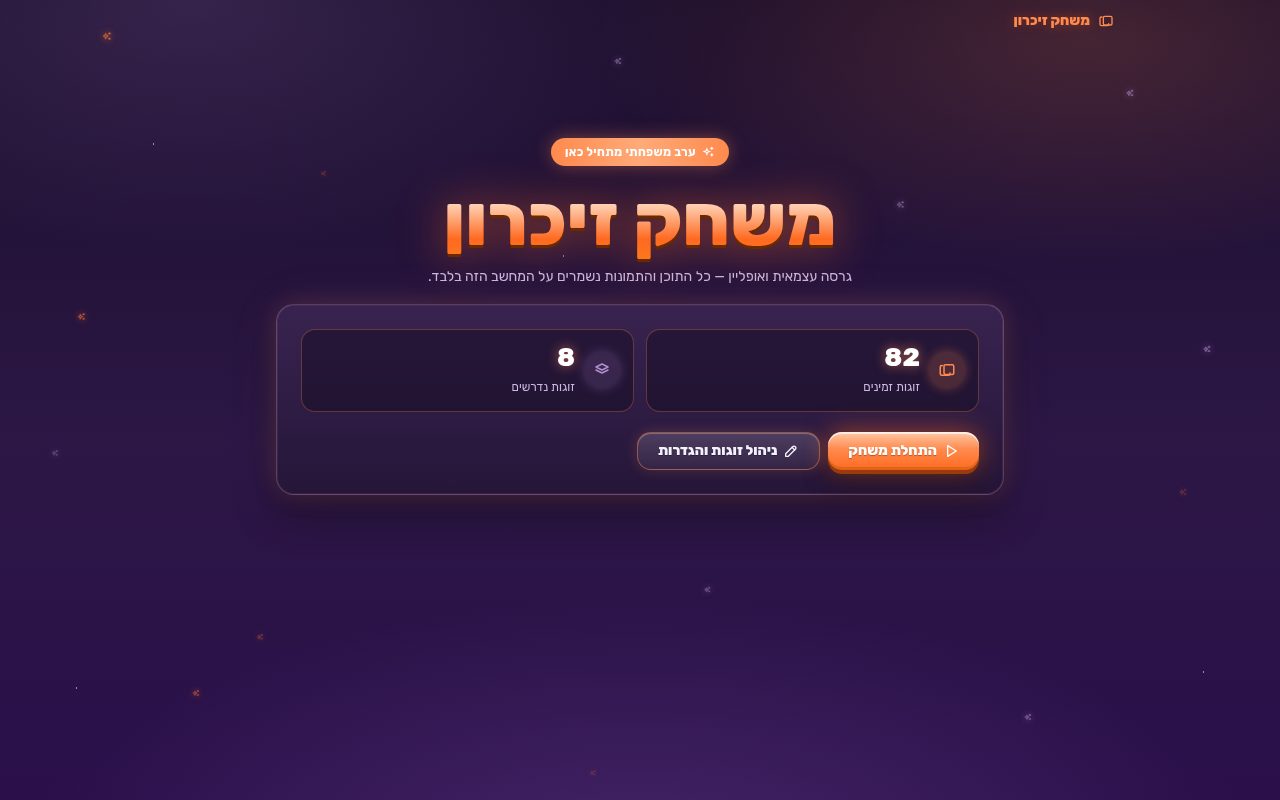 משחק זיכרון
ערב משפחתי מתחיל כאן
משחק זיכרון
גרסה עצמאית ואופליין — כל התוכן והתמונות נשמרים על המחשב הזה בלבד.
82
זוגות זמינים
8
זוגות נדרשים
התחלת משחק
ניהול זוגות והגדרות